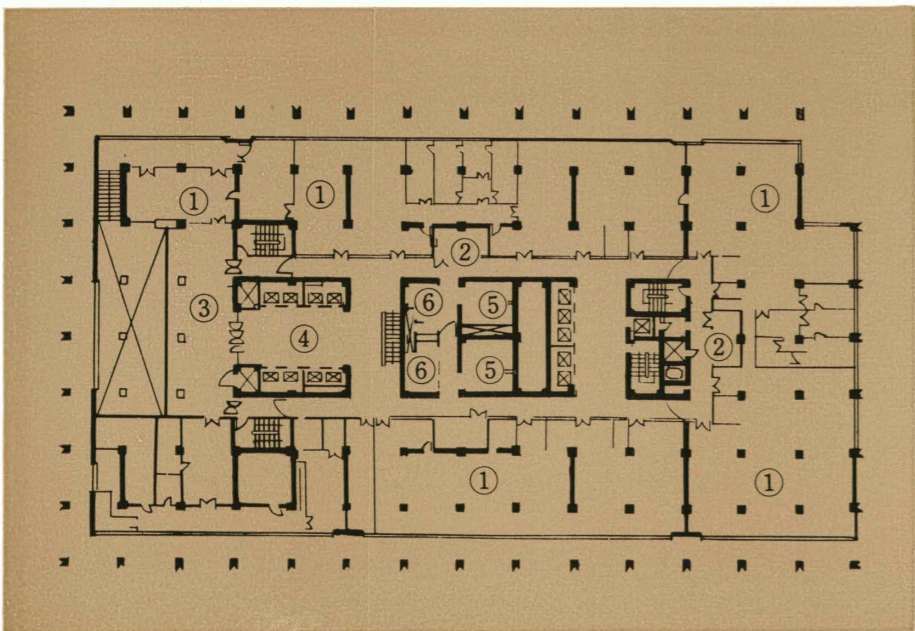 ① ① ①
②
③ ⑥ ⑤
④
⑥ ⑤ ②
① ①